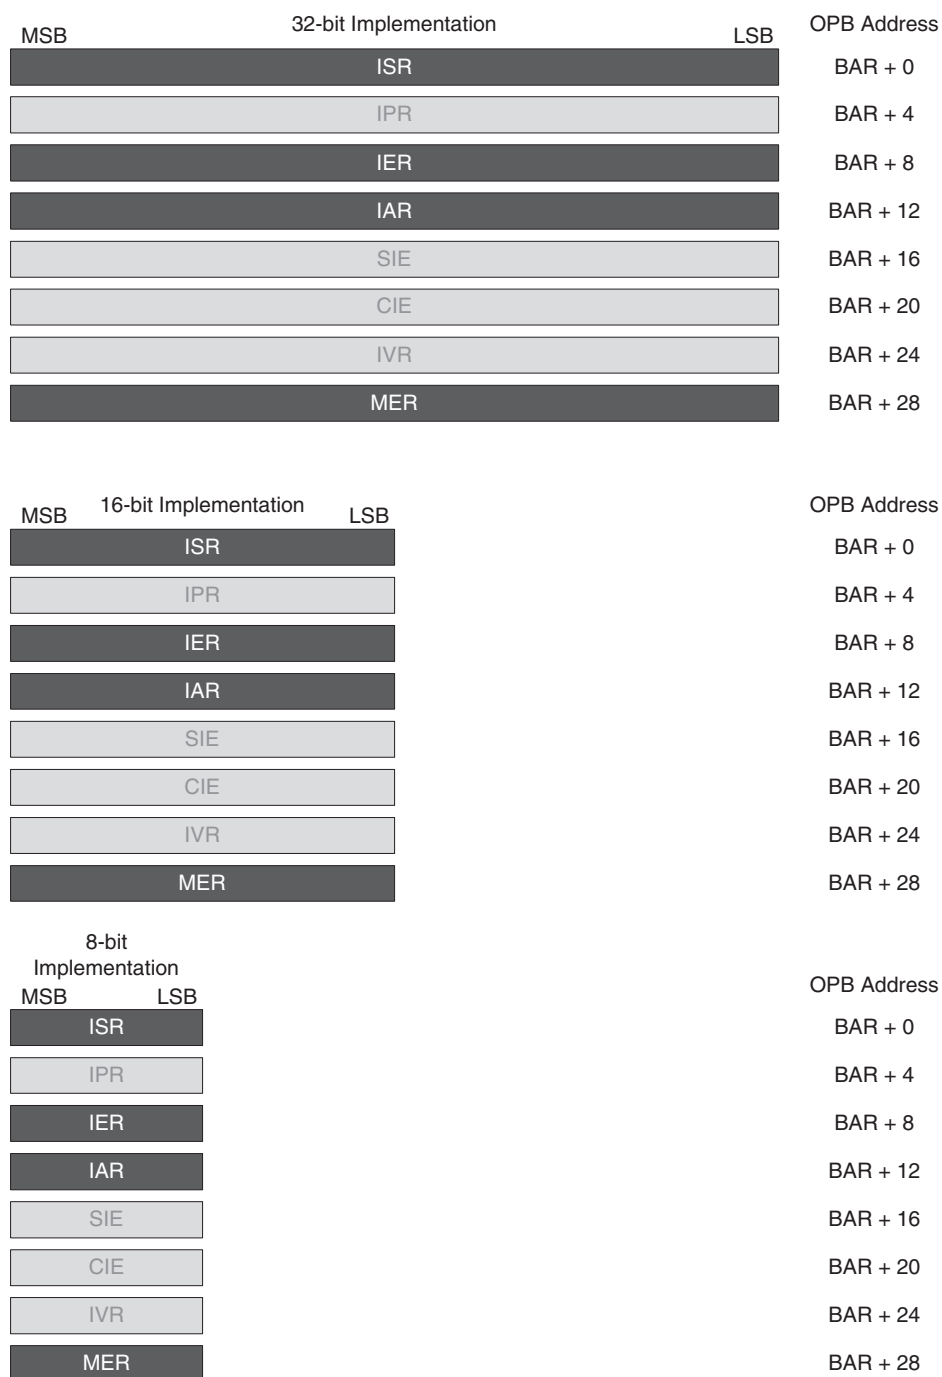 32-bit Implementation
MSB LSB OPB Address
ISR BAR + 0
IPR BAR + 4
IER BAR + 8
IAR BAR + 12
SIE BAR + 16
CIE BAR + 20
IVR BAR + 24
MER BAR + 28
16-bit Implementation
MSB LSB OPB Address
ISR BAR + 0
IPR BAR + 4
IER BAR + 8
IAR BAR + 12
SIE BAR + 16
CIE BAR + 20
IVR BAR + 24
MER BAR + 28
8-bit
Implementation
MSB LSB OPB Address
ISR BAR + 0
IPR BAR + 4
IER BAR + 8
IAR BAR + 12
SIE BAR + 16
CIE BAR + 20
IVR BAR + 24
MER BAR + 28